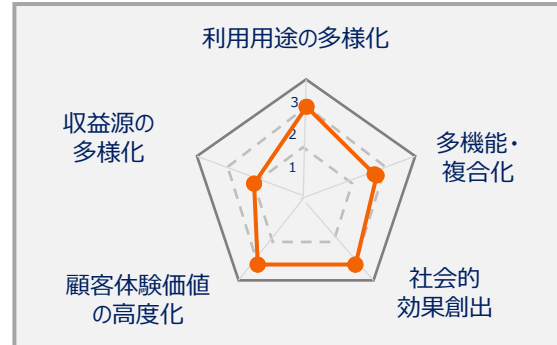 利用用途の多様化
3
2
1
収益源の
多様化
多機能・
複合化
顧客体験価値
の高度化
社会的
効果創出